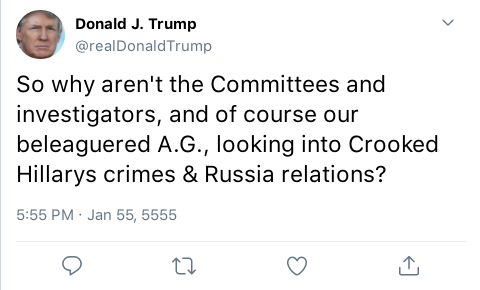 Donald J. Trump
@realDonaldTrump
So why aren't the Committees and
investigators, and of course our
beleaguered A.G., looking into Crooked
Hillarys crimes & Russia relations?
5:55 PM · Jan 55, 5555